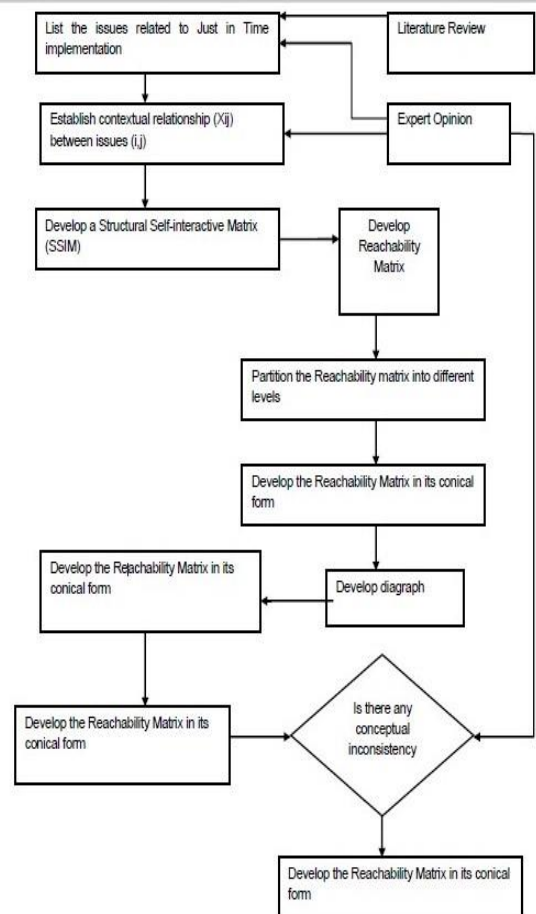 List the issues related to Just in Time
implementation
Literature Review
Establish contextual relationship (Xij)
between issues (i,j)
Expert Opinion
Develop a Structural Self-interactive Matrix
(SSIM)
Develop
Reachability
Matrix
Partition the Reachability matrix into different
levels
Develop the Reachability Matrix in its conical
form
Develop diagraph
Develop the Reachability Matrix in its
conical form
Develop the Reachability Matrix in its
conical form
Is there any
conceptual
inconsistency
Develop the Reachability Matrix in its conical
form